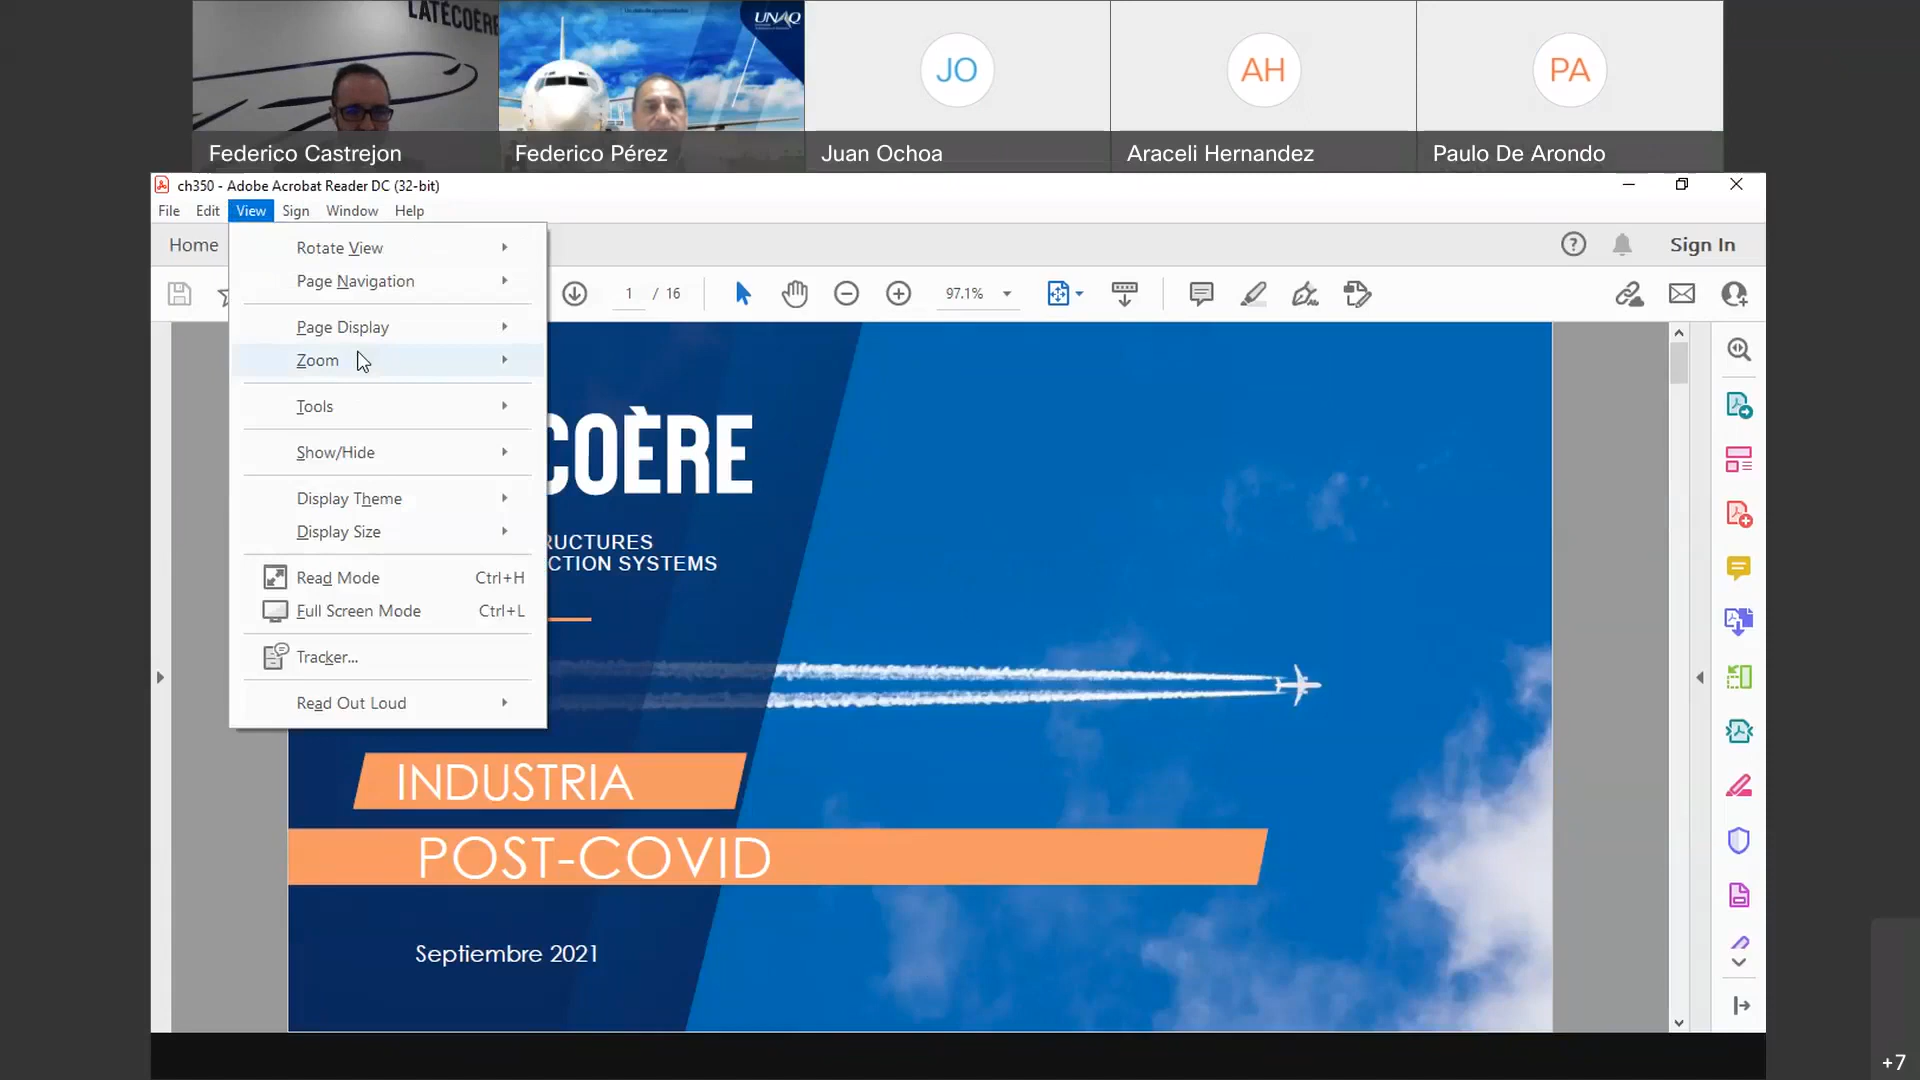 LATÉCOÈRE
UNAQ
JO
AH
PA
Federico Castrejon
Federico Pérez
Juan Ochoa
Araceli Hernandez
Paulo De Arondo
ch350 - Adobe Acrobat Reader DC (32-bit)
File Edit View Sign Window Help
Home
Sign In
Rotate View
Page Navigation
1 / 16
97.1%
Page Display
Zoom
Tools
Show/Hide
Display Theme
Display Size
Read Mode Ctrl+H
Full Screen Mode Ctrl+L
Tracker...
Read Out Loud
COÈRE
RUCTURES
CTION SYSTEMS
INDUSTRIA
POST-COVID
Septiembre 2021
+7